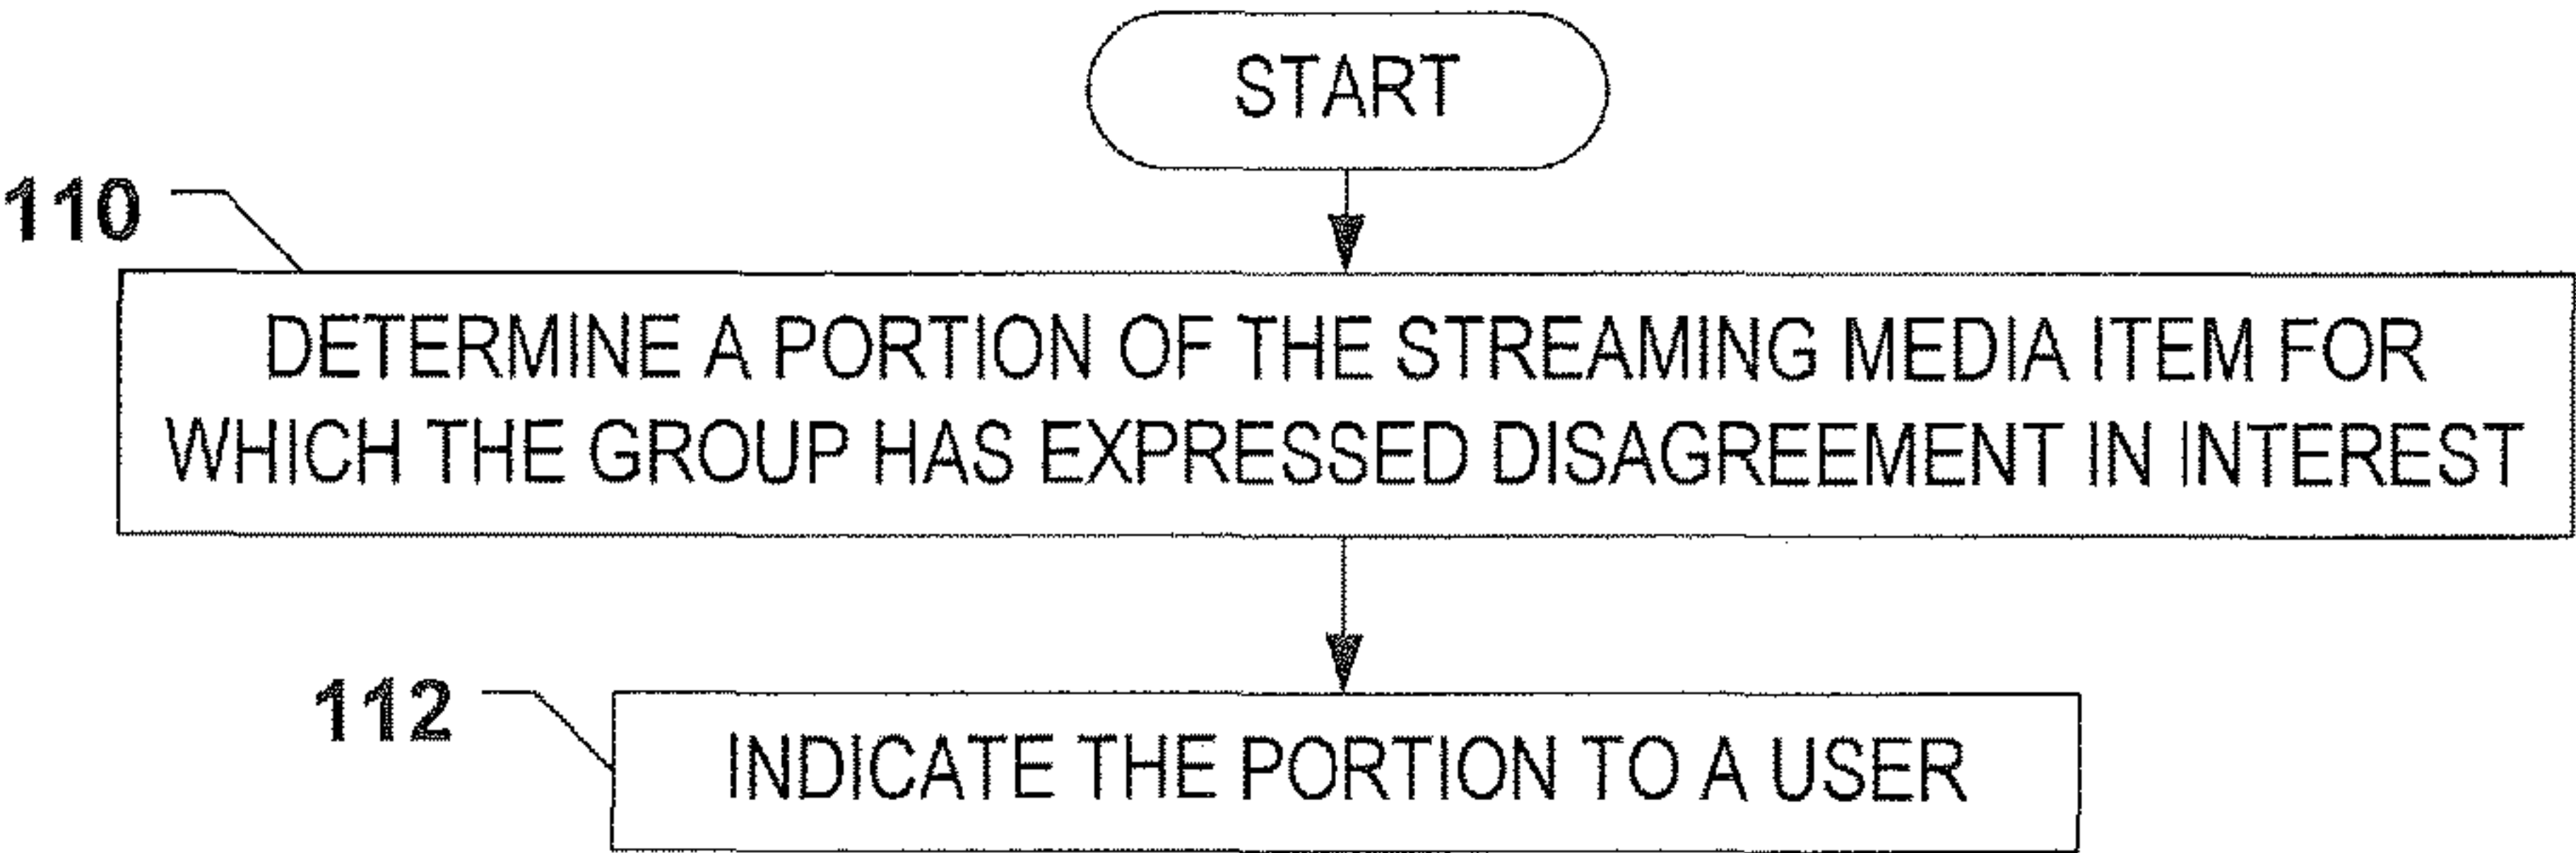 START
110
DETERMINE A PORTION OF THE STREAMING MEDIA ITEM FOR
WHICH THE GROUP HAS EXPRESSED DISAGREEMENT IN INTEREST
112
INDICATE THE PORTION TO A USER